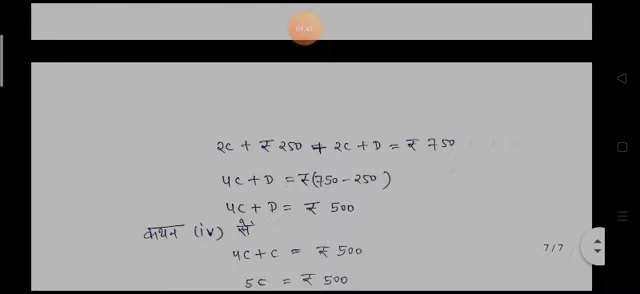 2C + ₹ 250 + 2C + D = ₹ 750
4C + D = ₹(750 - 250)
4C + D = ₹ 500
कथन (iv) से
4C + C = ₹ 500
5C = ₹ 500
7/7